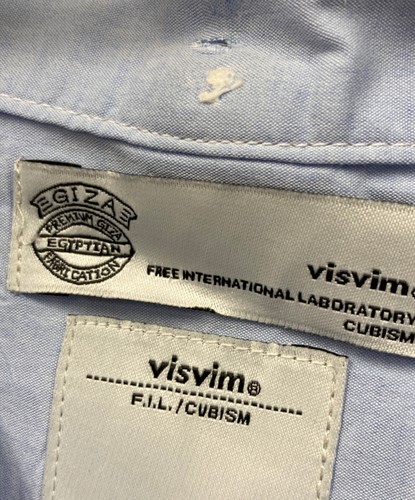 GIZA
PREMIUM GIZA
EGYPTIAN
FABRICATION
visvim®
FREE INTERNATIONAL LABORATORY
CUBISM
visvim®
F.I.L./CUBISM